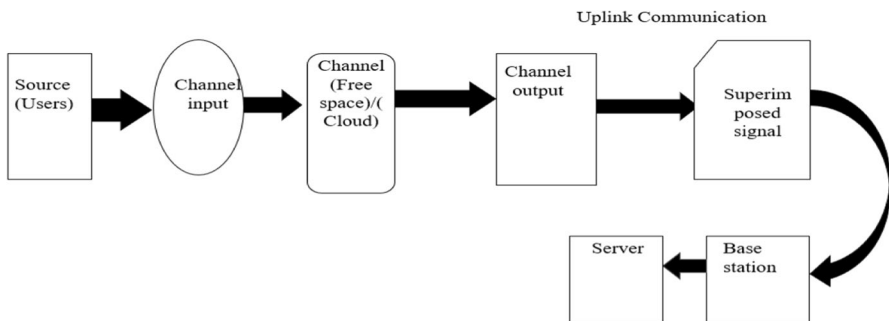 Uplink Communication
Source
(Users)
Channel
input
Channel
(Free
space)/(
Cloud)
Channel
output
Superim
posed
signal
Server
Base
station